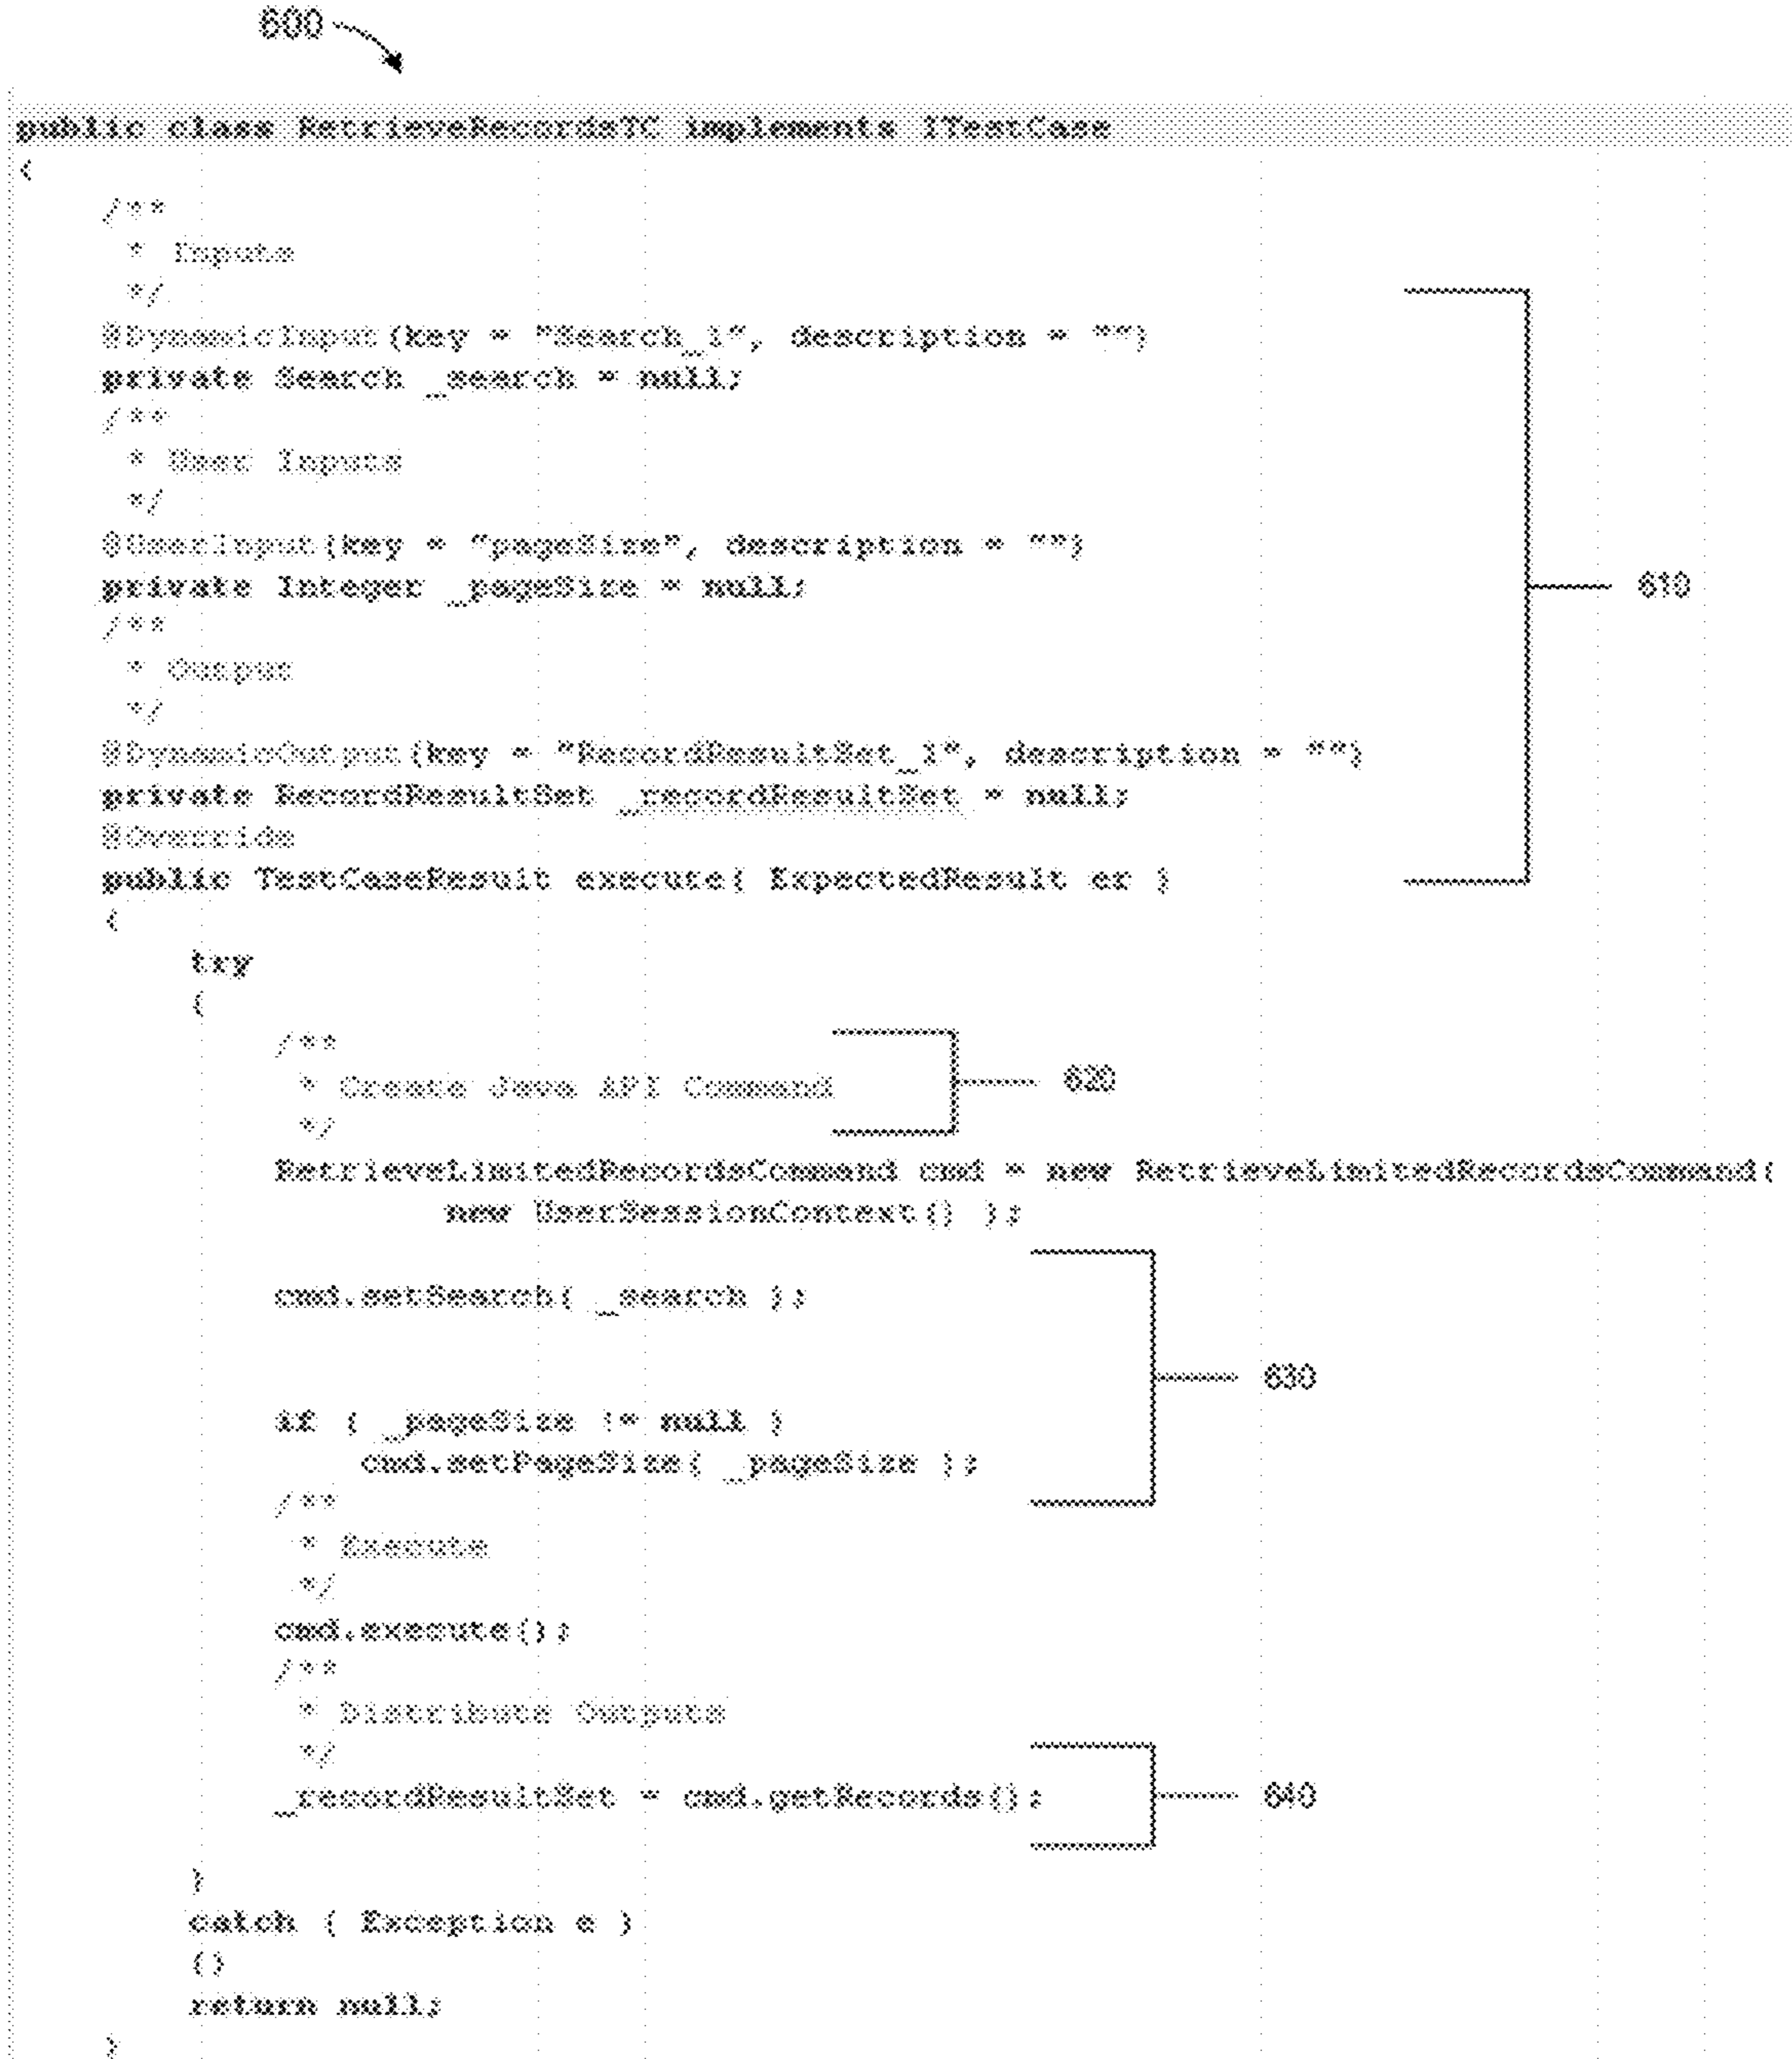 600
public class RetrieveRecordsTC implements ITestCase
{
/**
* Inputs
*/
@DynamicInput(key = "Search_1", description = "")
private Search _search = null;
/**
* User Inputs
*/
@UserInput(key = "pageSize", description = "")
private Integer _pageSize = null;
610
/**
* Output
*/
@DynamicOutput(key = "RecordResultSet_1", description = "")
private RecordResultSet _recordResultSet = null;
@Override
public TestCaseResult execute( ExpectedResult er )
{
try
{
/**
* Create Java API Command
620
*/
RetrieveLimitedRecordsCommand cmd = new RetrieveLimitedRecordsCommand(
new UserSessionContext() );
cmd.setSearch( _search );
630
if ( _pageSize != null )
cmd.setPageSize( _pageSize );
/**
* Execute
*/
cmd.execute();
/**
* Distribute Outputs
*/
_recordResultSet = cmd.getRecords();
640
}
catch ( Exception e )
{}
return null;
}